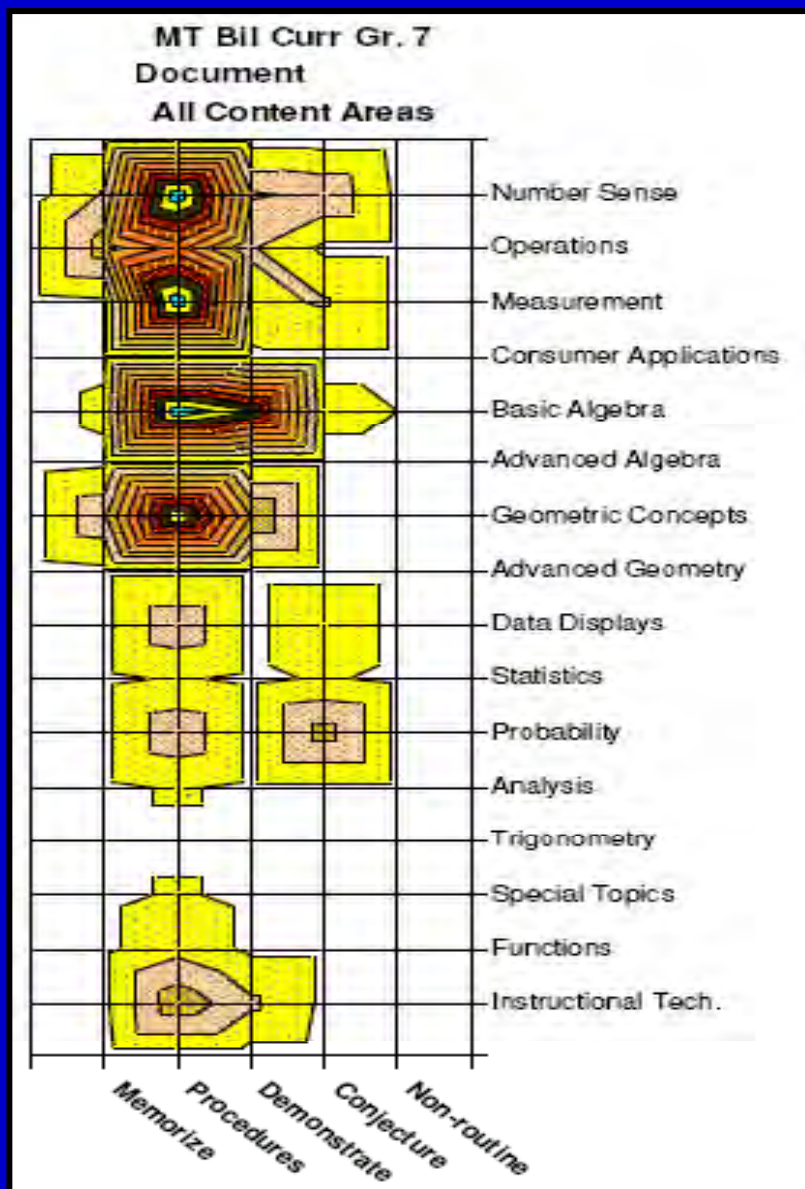 MT Bil Curr Gr. 7
Document
All Content Areas
Number Sense
Operations
Measurement
Consumer Applications
Basic Algebra
Advanced Algebra
Geometric Concepts
Advanced Geometry
Data Displays
Statistics
Probability
Analysis
Trigonometry
Special Topics
Functions
Instructional Tech.
Memorize
Procedures
Demonstrate
Conjecture
Non-routine